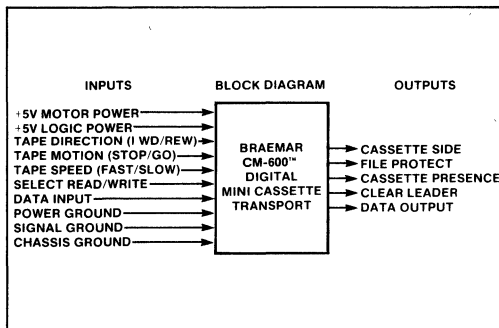 INPUTS BLOCK DIAGRAM OUTPUTS
+5V MOTOR POWER
+5V LOGIC POWER
TAPE DIRECTION (I WD/REW)
TAPE MOTION (STOP/GO)
TAPE SPEED (FAST/SLOW)
SELECT READ/WRITE
DATA INPUT
POWER GROUND
SIGNAL GROUND
CHASSIS GROUND
BRAEMAR
CM-600™
DIGITAL
MINI CASSETTE
TRANSPORT
CASSETTE SIDE
FILE PROTECT
CASSETTE PRESENCE
CLEAR LEADER
DATA OUTPUT